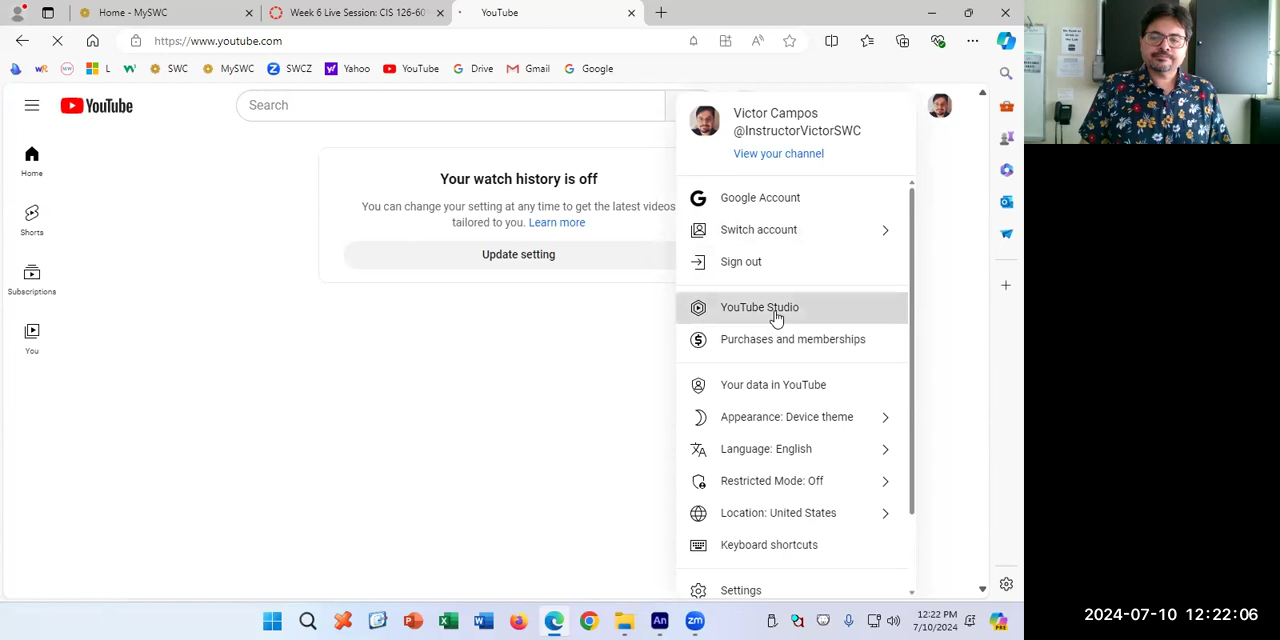 Home - MySWC
Week 6 Live Session: CIS 126-60
YouTube
https://www.youtube.com
L
SWC
MySWC
SWCZ
Yahoo
YouTube
Drive
Gmail
Google
YouTube
Search
Home
Shorts
Subscriptions
You
Your watch history is off
You can change your setting at any time to get the latest videos
tailored to you. Learn more
Update setting
Victor Campos
@InstructorVictorSWC
View your channel
Google Account
Switch account
Sign out
YouTube Studio
Purchases and memberships
Your data in YouTube
Appearance: Device theme
Language: English
Restricted Mode: Off
Location: United States
Keyboard shortcuts
Settings
12:22 PM
7/10/2024
2024-07-10 12:22:06